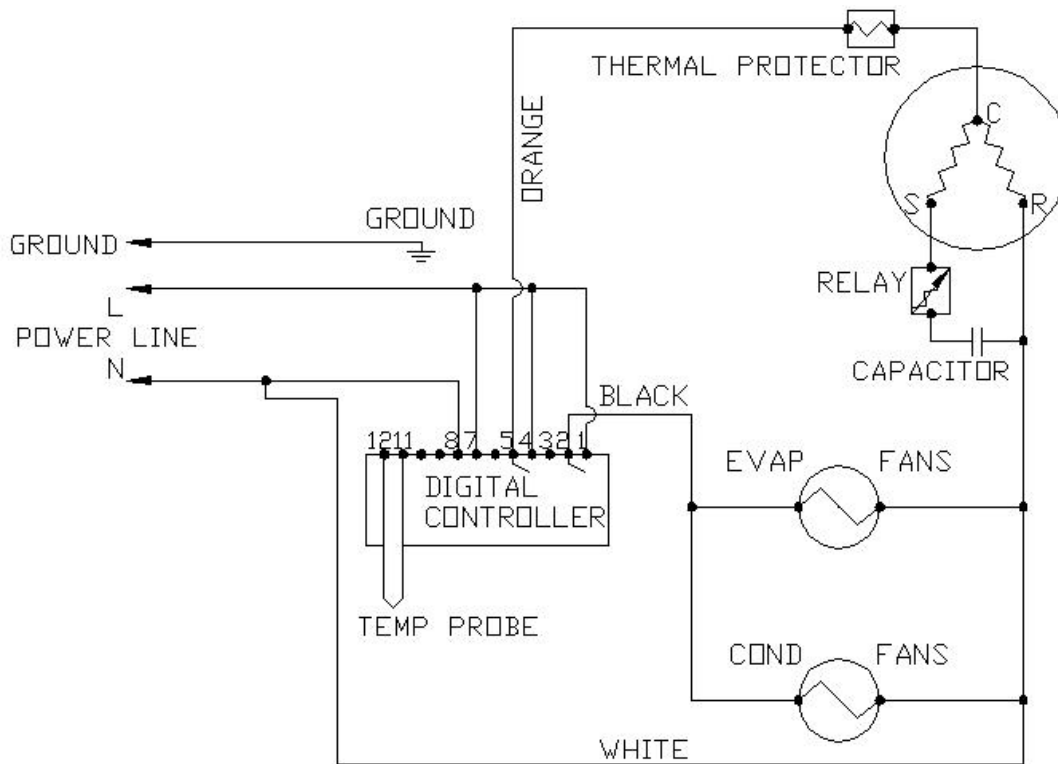 THERMAL PROTECTOR
ORANGE
C
S R
GROUND
GROUND
L
POWER LINE
N
RELAY
CAPACITOR
BLACK
1211 87 54321
DIGITAL
CONTROLLER
EVAP FANS
TEMP PROBE
COND FANS
WHITE